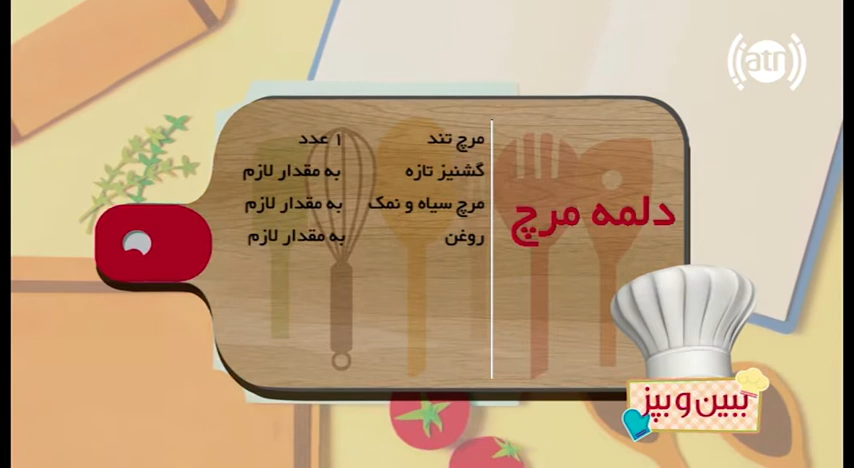 atn
دلمه مرچ
مرچ تند ۱ عدد
گشنیز تازه به مقدار لازم
مرچ سیاه و نمک به مقدار لازم
روغن به مقدار لازم
ببین و بپز